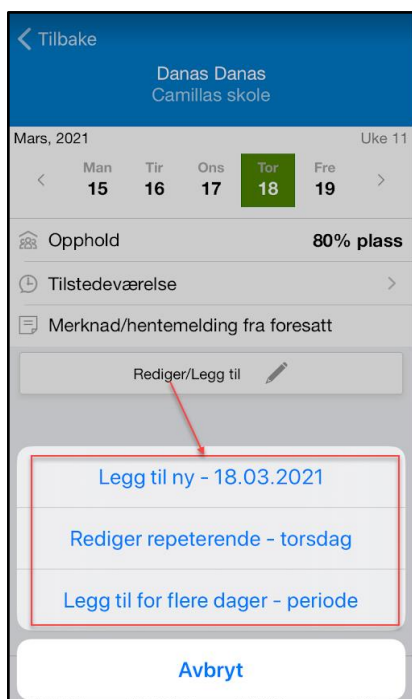 Tilbake
Danas Danas
Camillas skole
Mars, 2021 Uke 11
Man Tir Ons Tor Fre
15 16 17 18 19
Opphold 80% plass
Tilstedeværelse
Merknad/hentemelding fra foresatt
Rediger/Legg til
Legg til ny - 18.03.2021
Rediger repeterende - torsdag
Legg til for flere dager - periode
Avbryt